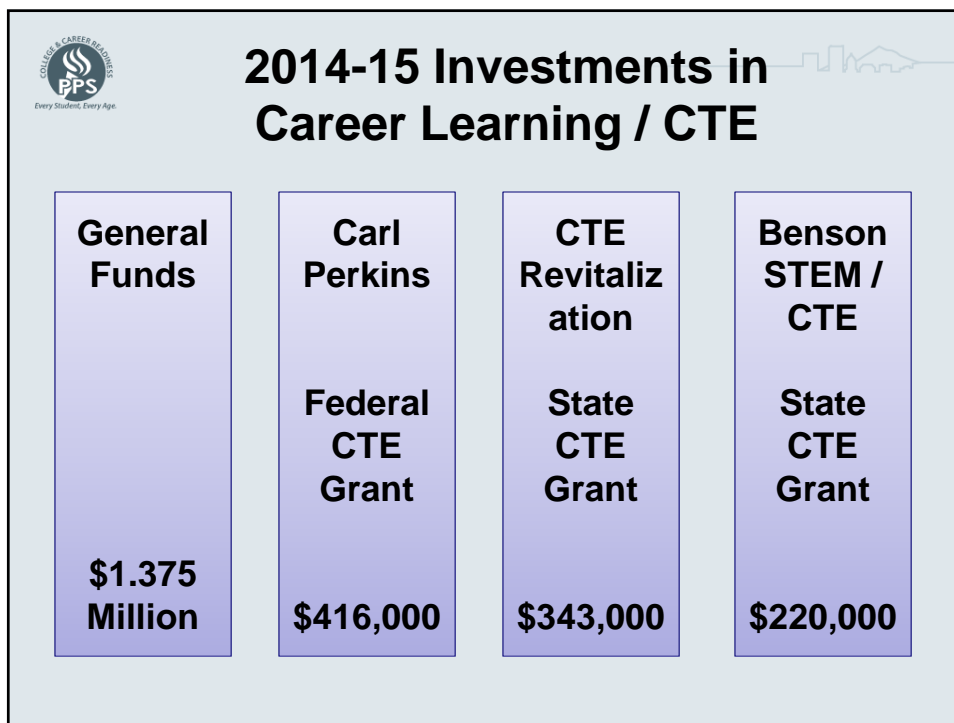 COLLEGE & CAREER READINESS
PPS
Every Student, Every Age.
2014-15 Investments in
Career Learning / CTE
General
Funds
$1.375
Million
Carl
Perkins
Federal
CTE
Grant
$416,000
CTE
Revitaliz
ation
State
CTE
Grant
$343,000
Benson
STEM /
CTE
State
CTE
Grant
$220,000